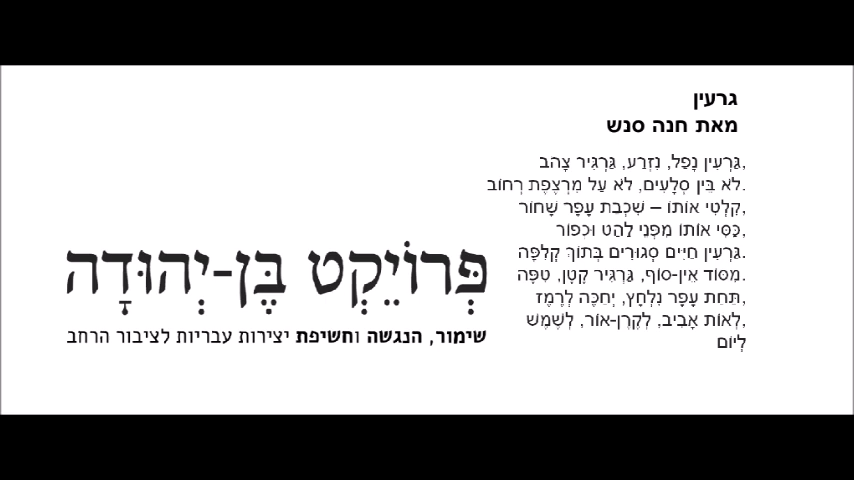 גרעין
מאת חנה סנש
גַּרְעִין נָפַל, נִזְרַע, גַּרְגִּיר צָהֹב,
לֹא בֵּין סְלָעִים, לֹא עַל מִרְצֶפֶת רְחוֹב.
קִלְטִי אוֹתוֹ – שִׁכְבַת עָפָר שָׁחוֹר,
כַּסִּי אוֹתוֹ מִפְּנֵי לַהַט וּכְפוֹר,
גַּרְעִין חַיִּים סְגוּרִים בְּתוֹךְ קְלִפָּה.
מִסּוֹד אֵין-סוֹף, גַּרְגִּיר קָטָן, טִפָּה.
תַּחַת עָפָר נִלְחָץ, יְחַכֶּה לְרֶמֶז,
לְאוֹת אָבִיב, לְקֶרֶן-אוֹר, לְשֶׁמֶשׁ,
לְיוֹם
פְּרוֹיֵקְט בֶּן-יְהוּדָה
שימור, הנגשה וחשיפת יצירות עבריות לציבור הרחב